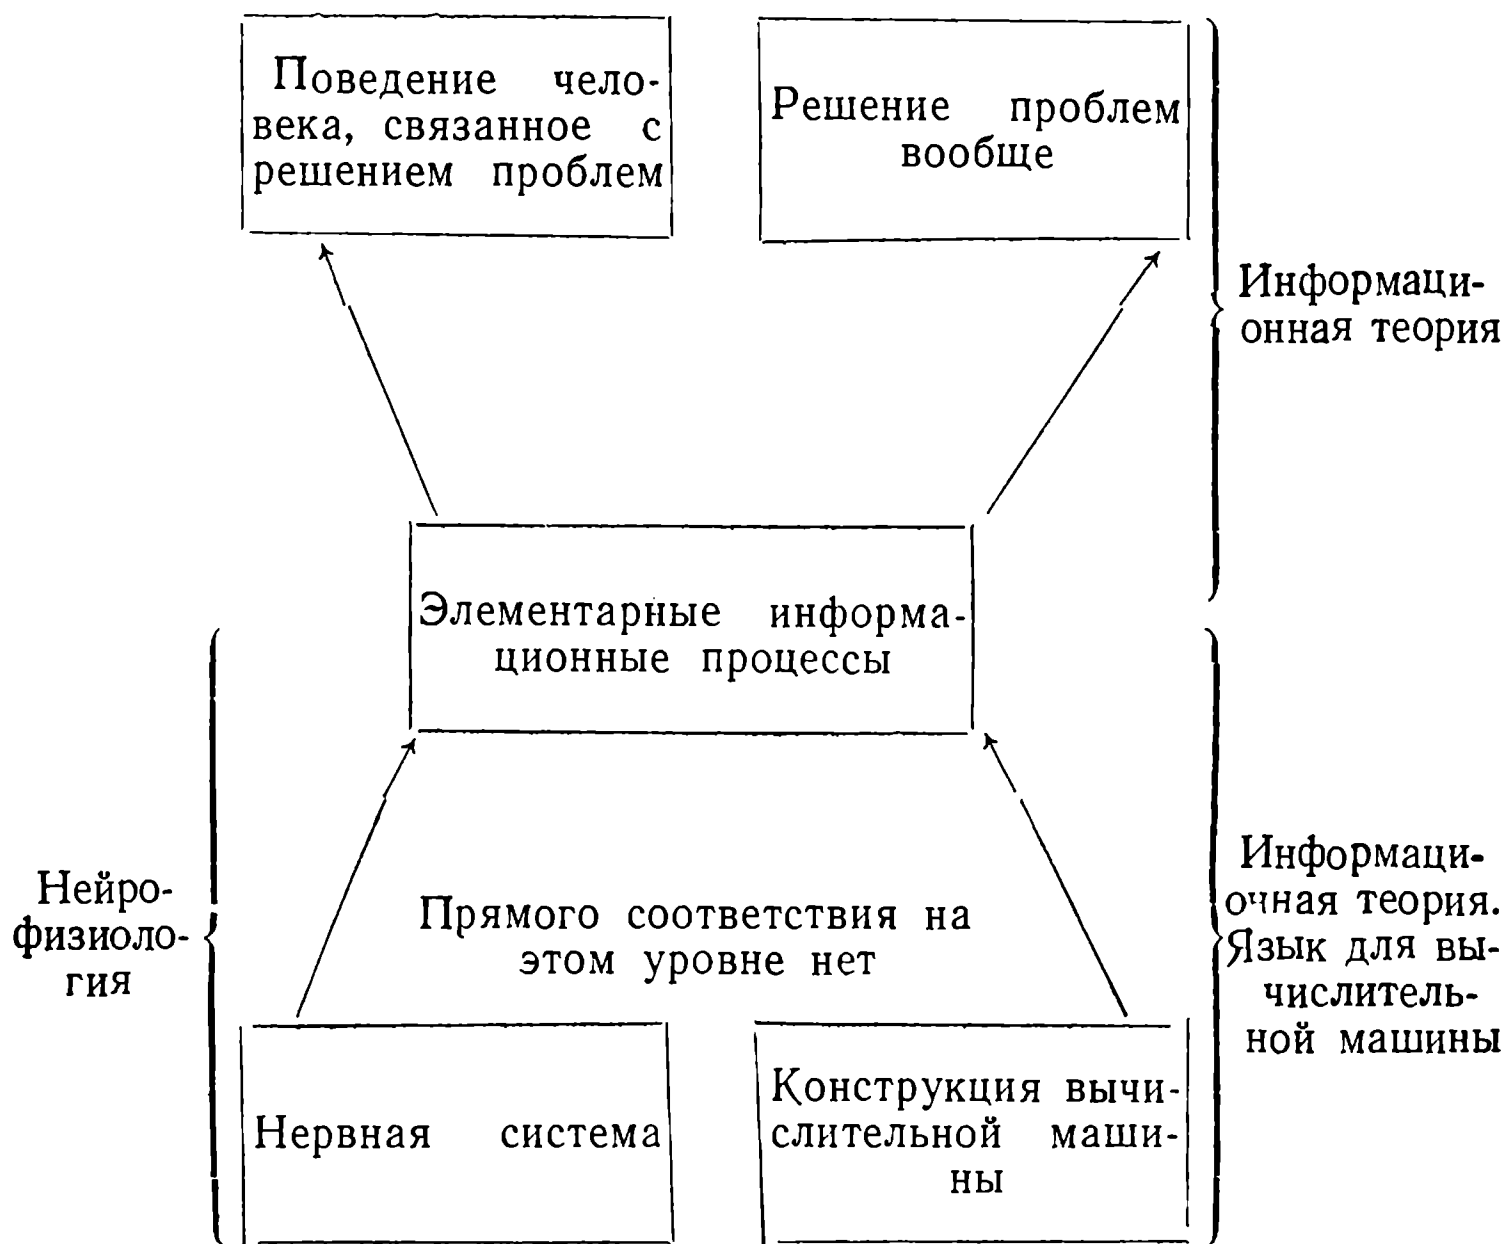 Поведение чело-
века, связанное с
решением проблем
Решение проблем
вообще
Информаци-
онная теория
Элементарные информа-
ционные процессы
Нейро-
физиоло-
гия
Прямого соответствия на
этом уровне нет
Информаци-
очная теория.
Язык для вы-
числитель-
ной машины
Нервная система
Конструкция вычи-
слительной маши-
ны